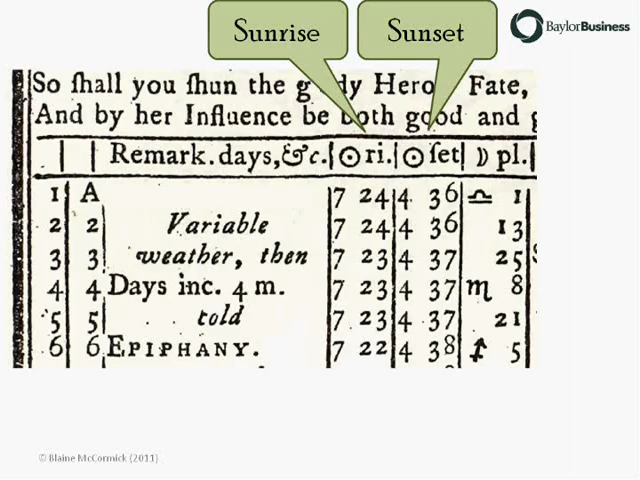 Sunrise
Sunset
BaylorBusiness
So ſhall you ſhun the g dy Hero Fate,
And by her Influence be both good and g
Remark.days,&c. ☉ri. ☉ſet ☽ pl.
1 A 7 24 4 36 ♎ 1
2 2 Variable 7 24 4 36 13
3 3 weather, then 7 23 4 37 25
4 4 Days inc. 4 m. 7 23 4 37 ♏ 8
5 5 cold 7 23 4 37 21
6 6 EPIPHANY. 7 22 4 38 ♐ 5
© Blaine McCormick (2011)